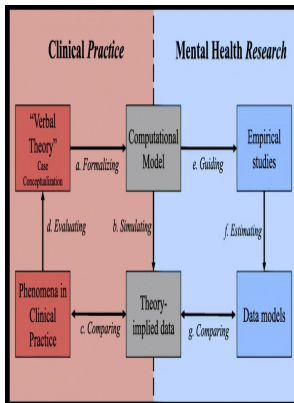 Clinical Practice
Mental Health Research
“Verbal
Theory”
Case
Conceptualization
a. Formalizing
Computational
Model
e. Guiding
Empirical
studies
d. Evaluating
b. Simulating
f. Estimating
Phenomena in
Clinical
Practice
c. Comparing
Theory-
implied data
g. Comparing
Data models